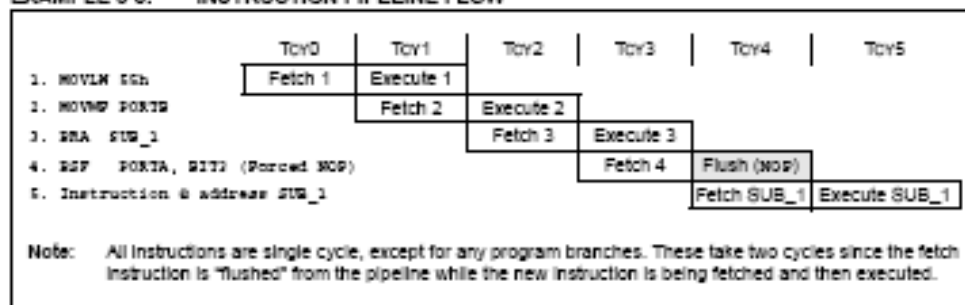 TCY0 TCY1 TCY2 TCY3 TCY4 TCY5
1. MOVLW 55h Fetch 1 Execute 1
2. MOVWF PORTB Fetch 2 Execute 2
3. BRA SUB_1 Fetch 3 Execute 3
4. BSF PORTA, BIT3 (Forced NOP) Fetch 4 Flush (NOP)
5. Instruction @ address SUB_1 Fetch SUB_1 Execute SUB_1
Note: All instructions are single cycle, except for any program branches. These take two cycles since the fetch
instruction is "flushed" from the pipeline while the new instruction is being fetched and then executed.